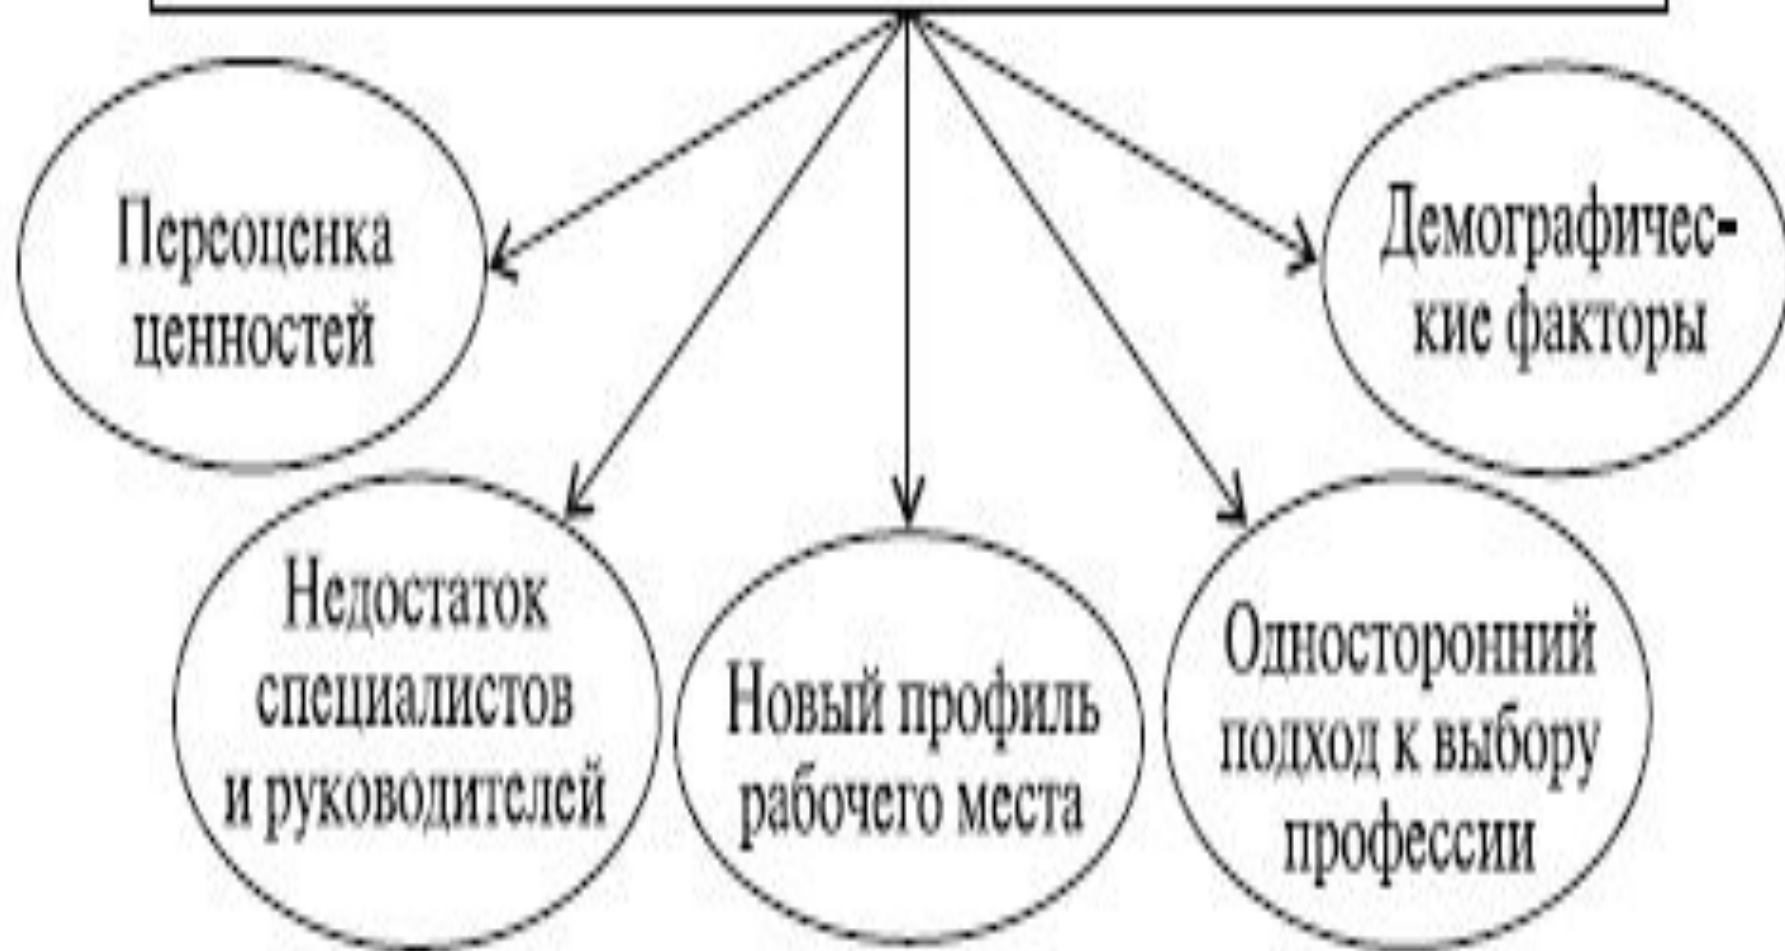 Переоценка
ценностей
Недостаток
специалистов
и руководителей
Новый профиль
рабочего места
Односторонний
подход к выбору
профессии
Демографичес-
кие факторы